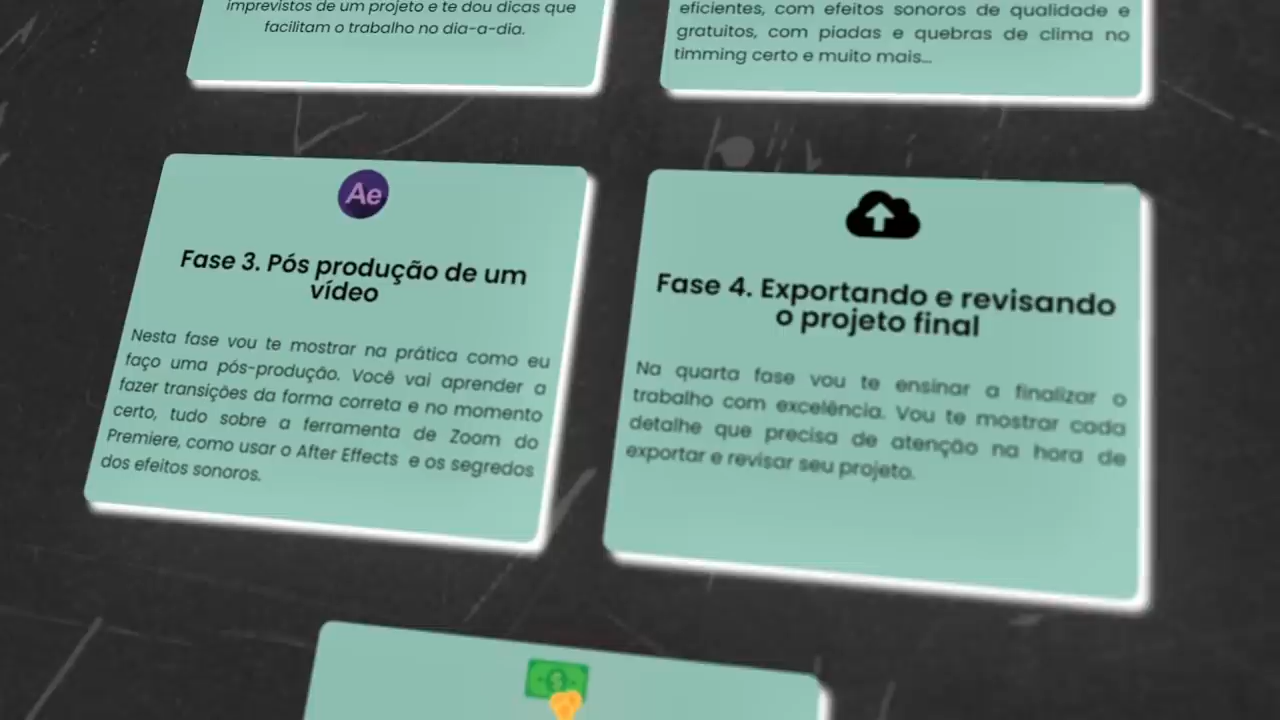 imprevistos de um projeto e te dou dicas que
facilitam o trabalho no dia-a-dia.
eficientes, com efeitos sonoros de qualidade e
gratuitos, com piadas e quebras de clima no
timming certo e muito mais...
Ae
Fase 3. Pós produção de um
vídeo
Nesta fase vou te mostrar na prática como eu
faço uma pós-produção. Você vai aprender a
fazer transições da forma correta e no momento
certo, tudo sobre a ferramenta de Zoom do
Premiere, como usar o After Effects e os segredos
dos efeitos sonoros.
Fase 4. Exportando e revisando
o projeto final
Na quarta fase vou te ensinar a finalizar o
trabalho com excelência. Vou te mostrar cada
detalhe que precisa de atenção na hora de
exportar e revisar seu projeto.